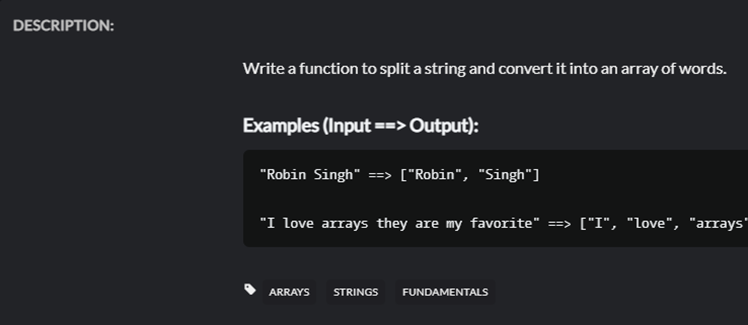 DESCRIPTION:
Write a function to split a string and convert it into an array of words.
Examples (Input ==> Output):
"Robin Singh" ==> ["Robin", "Singh"]
"I love arrays they are my favorite" ==> ["I", "love", "arrays"
ARRAYS STRINGS FUNDAMENTALS